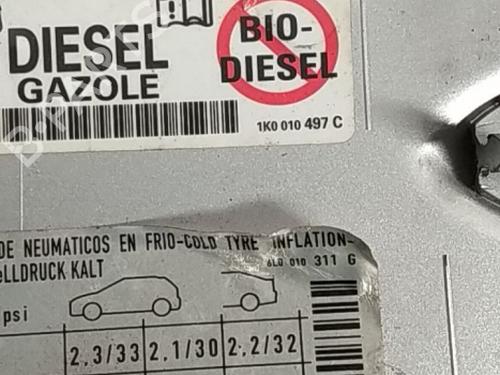 DIESEL
GAZOLE
BIO-
DIESEL
1K0 010 497 C
DE NEUMATICOS EN FRIO-COLD TYRE INFLATION-
ELLDRUCK KALT
6L0 010 311 G
psi
2,3/33 2,1/30 2,2/32